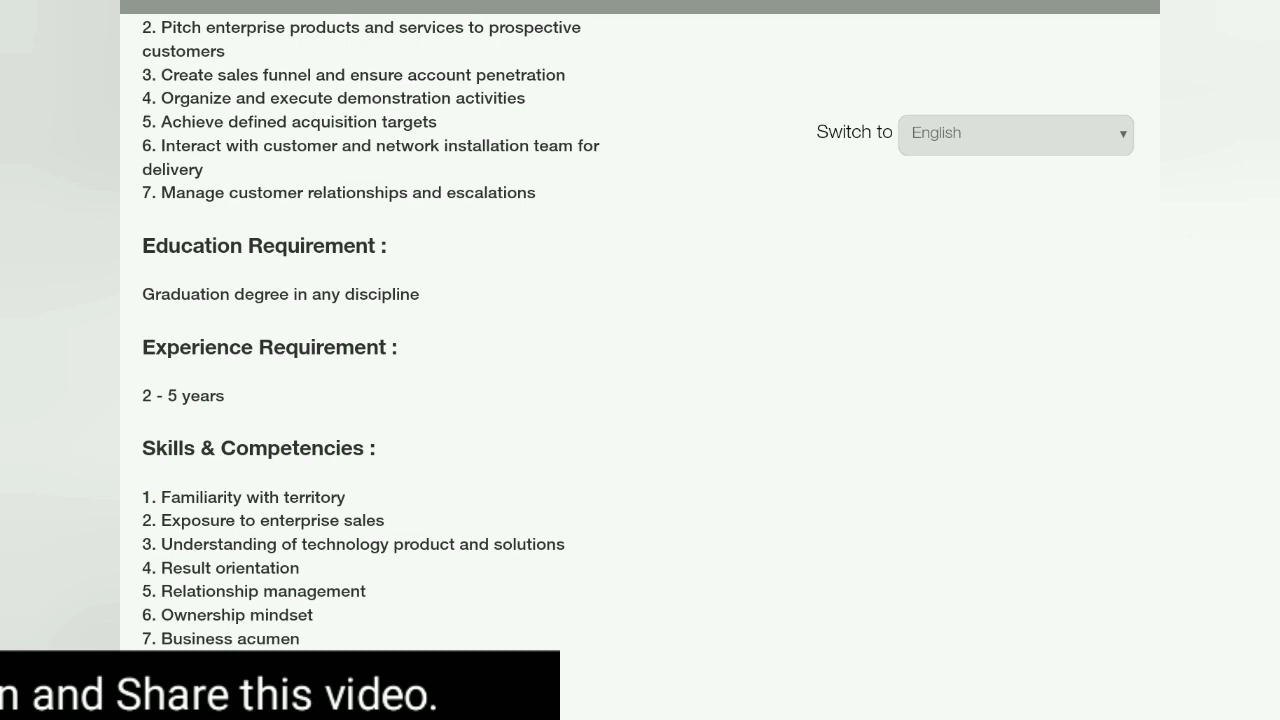 2. Pitch enterprise products and services to prospective
customers
3. Create sales funnel and ensure account penetration
4. Organize and execute demonstration activities
5. Achieve defined acquisition targets
6. Interact with customer and network installation team for
delivery
7. Manage customer relationships and escalations
Switch to English
Education Requirement :
Graduation degree in any discipline
Experience Requirement :
2 - 5 years
Skills & Competencies :
1. Familiarity with territory
2. Exposure to enterprise sales
3. Understanding of technology product and solutions
4. Result orientation
5. Relationship management
6. Ownership mindset
7. Business acumen
n and Share this video.